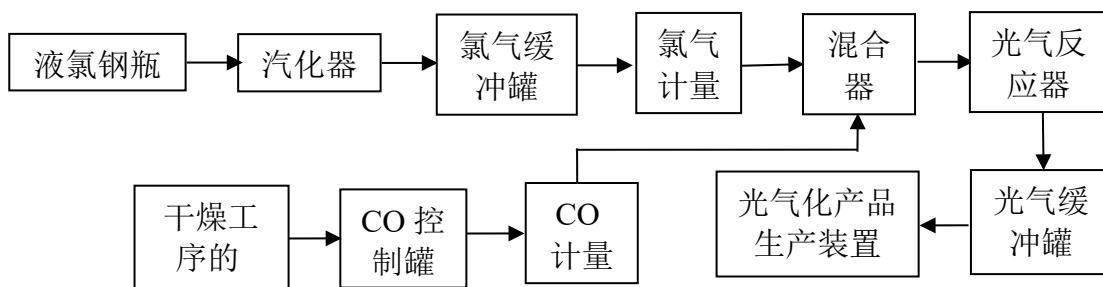 液氯钢瓶
汽化器
氯气缓
冲罐
氯气
计量
混合
器
光气反
应器
干燥工
序的
CO 控
制罐
CO
计量
光气化产品
生产装置
光气缓
冲罐